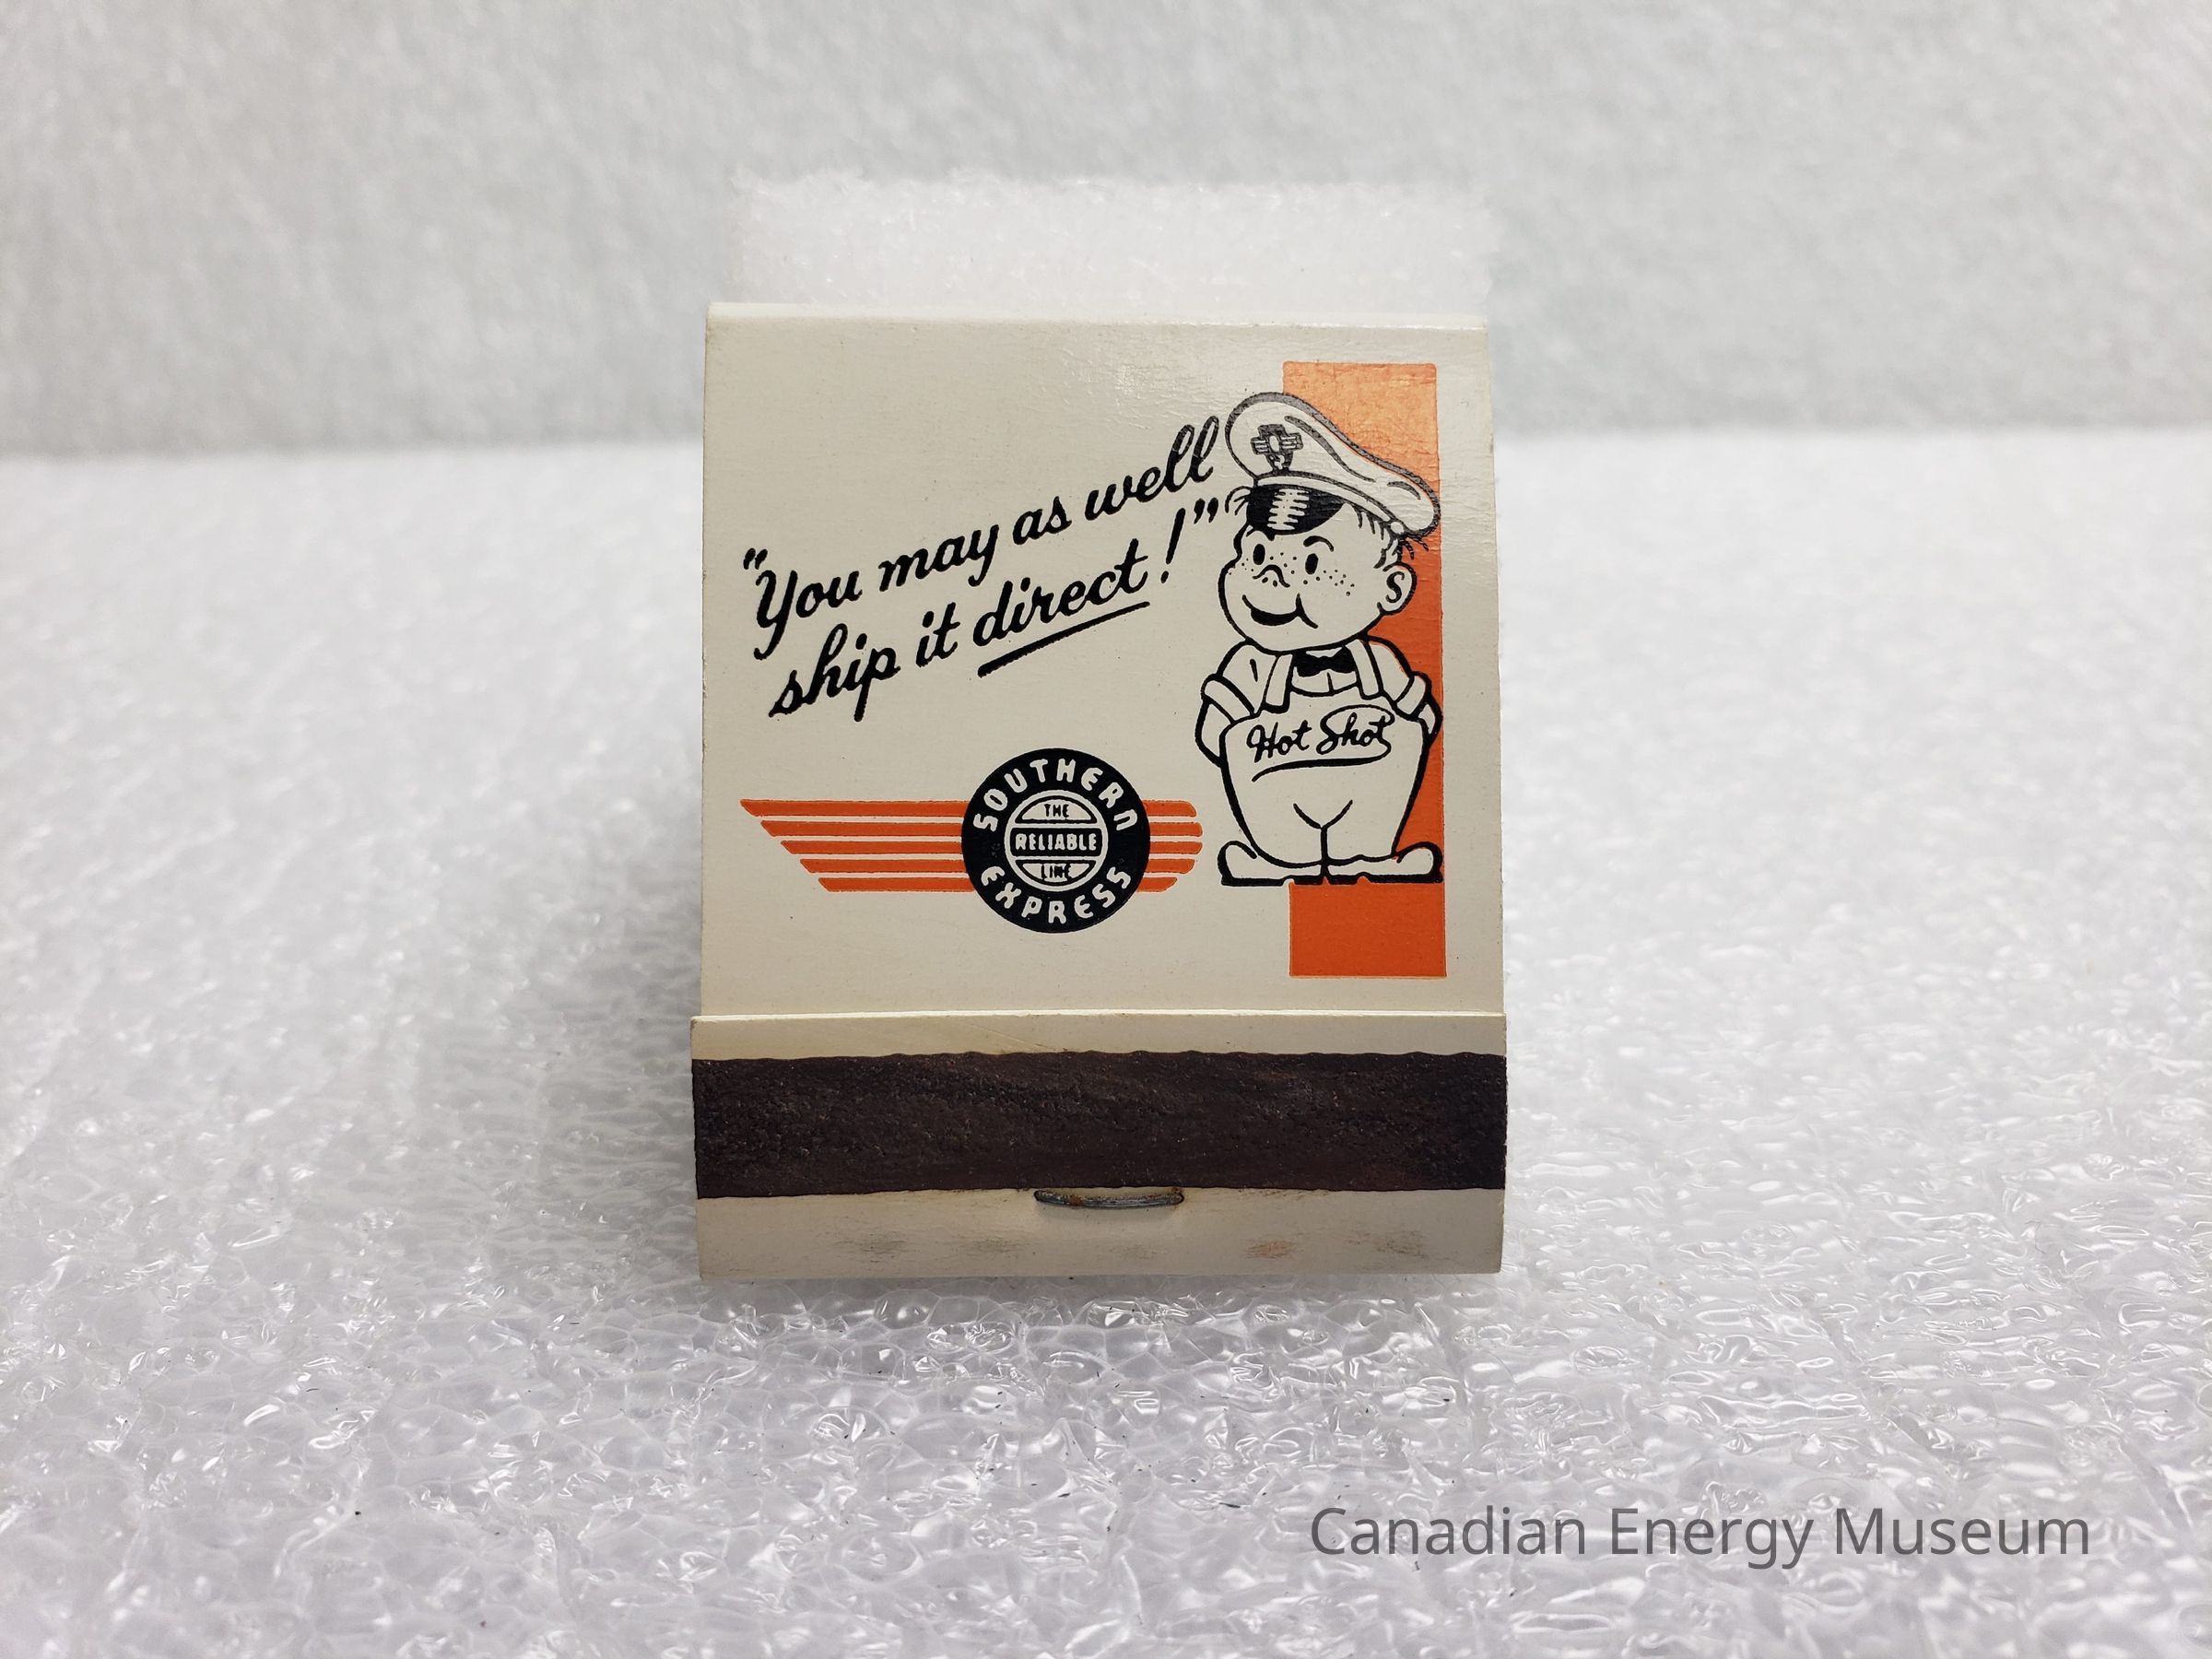 "You may as well
ship it direct!"
Hot Shot
SOUTHERN
THE
RELIABLE
LINE
EXPRESS
Canadian Energy Museum